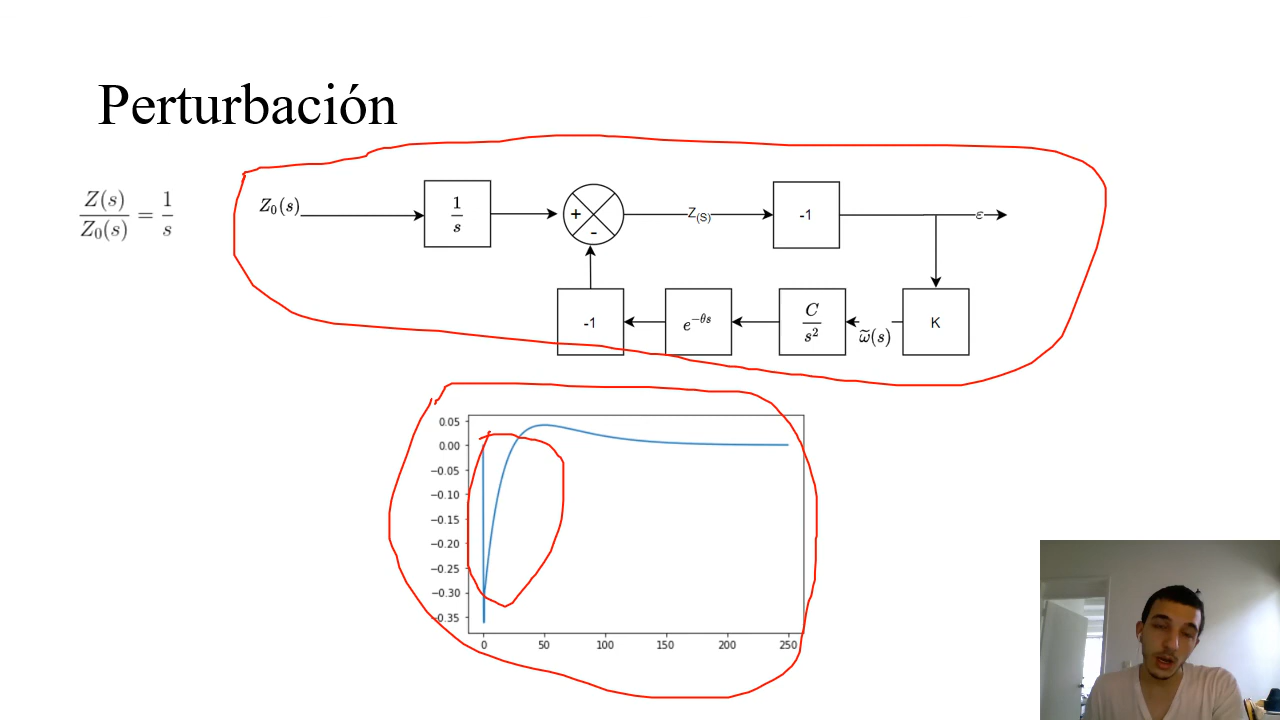 Perturbación
Z(s)
Z₀(s)
= 1
s
Z₀(s)
1
s
+
-
Z(S)
-1
ε
-1
e^{-θs}
C
s²
ω̃(s)
K
0.05
0.00
−0.05
−0.10
−0.15
−0.20
−0.25
−0.30
−0.35
0 50 100 150 200 250